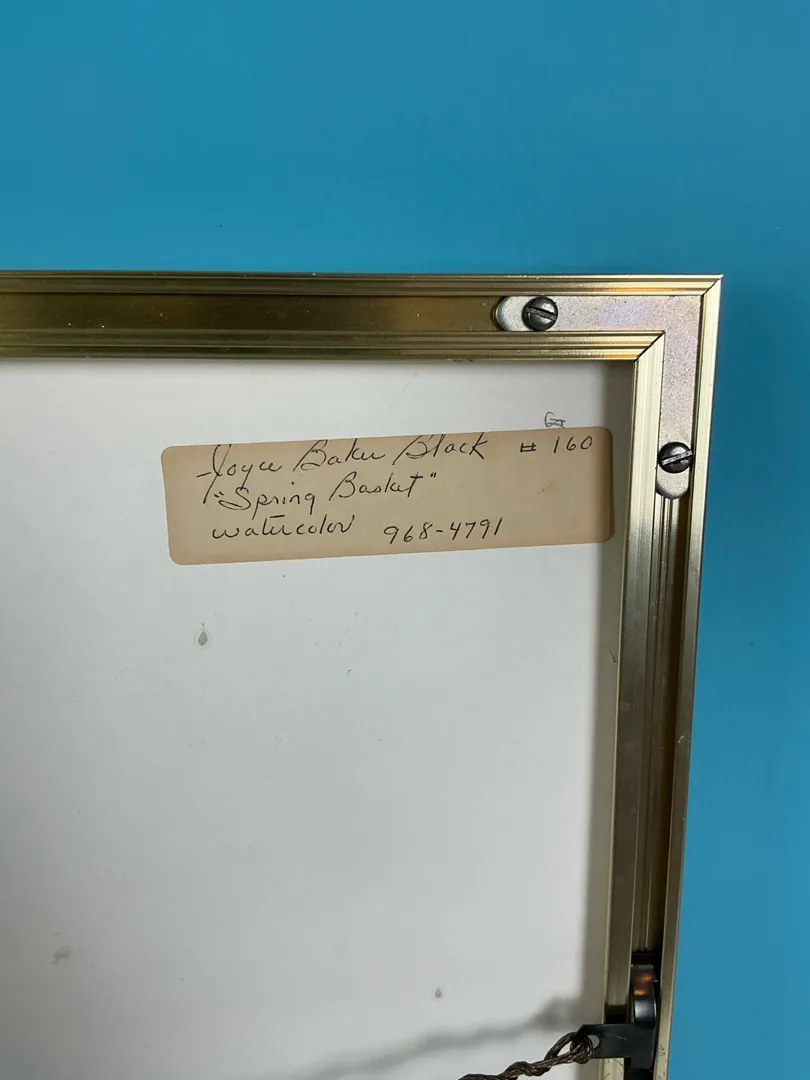 Joyce Baker Black # 160
"Spring Basket"
watercolor 968-4791